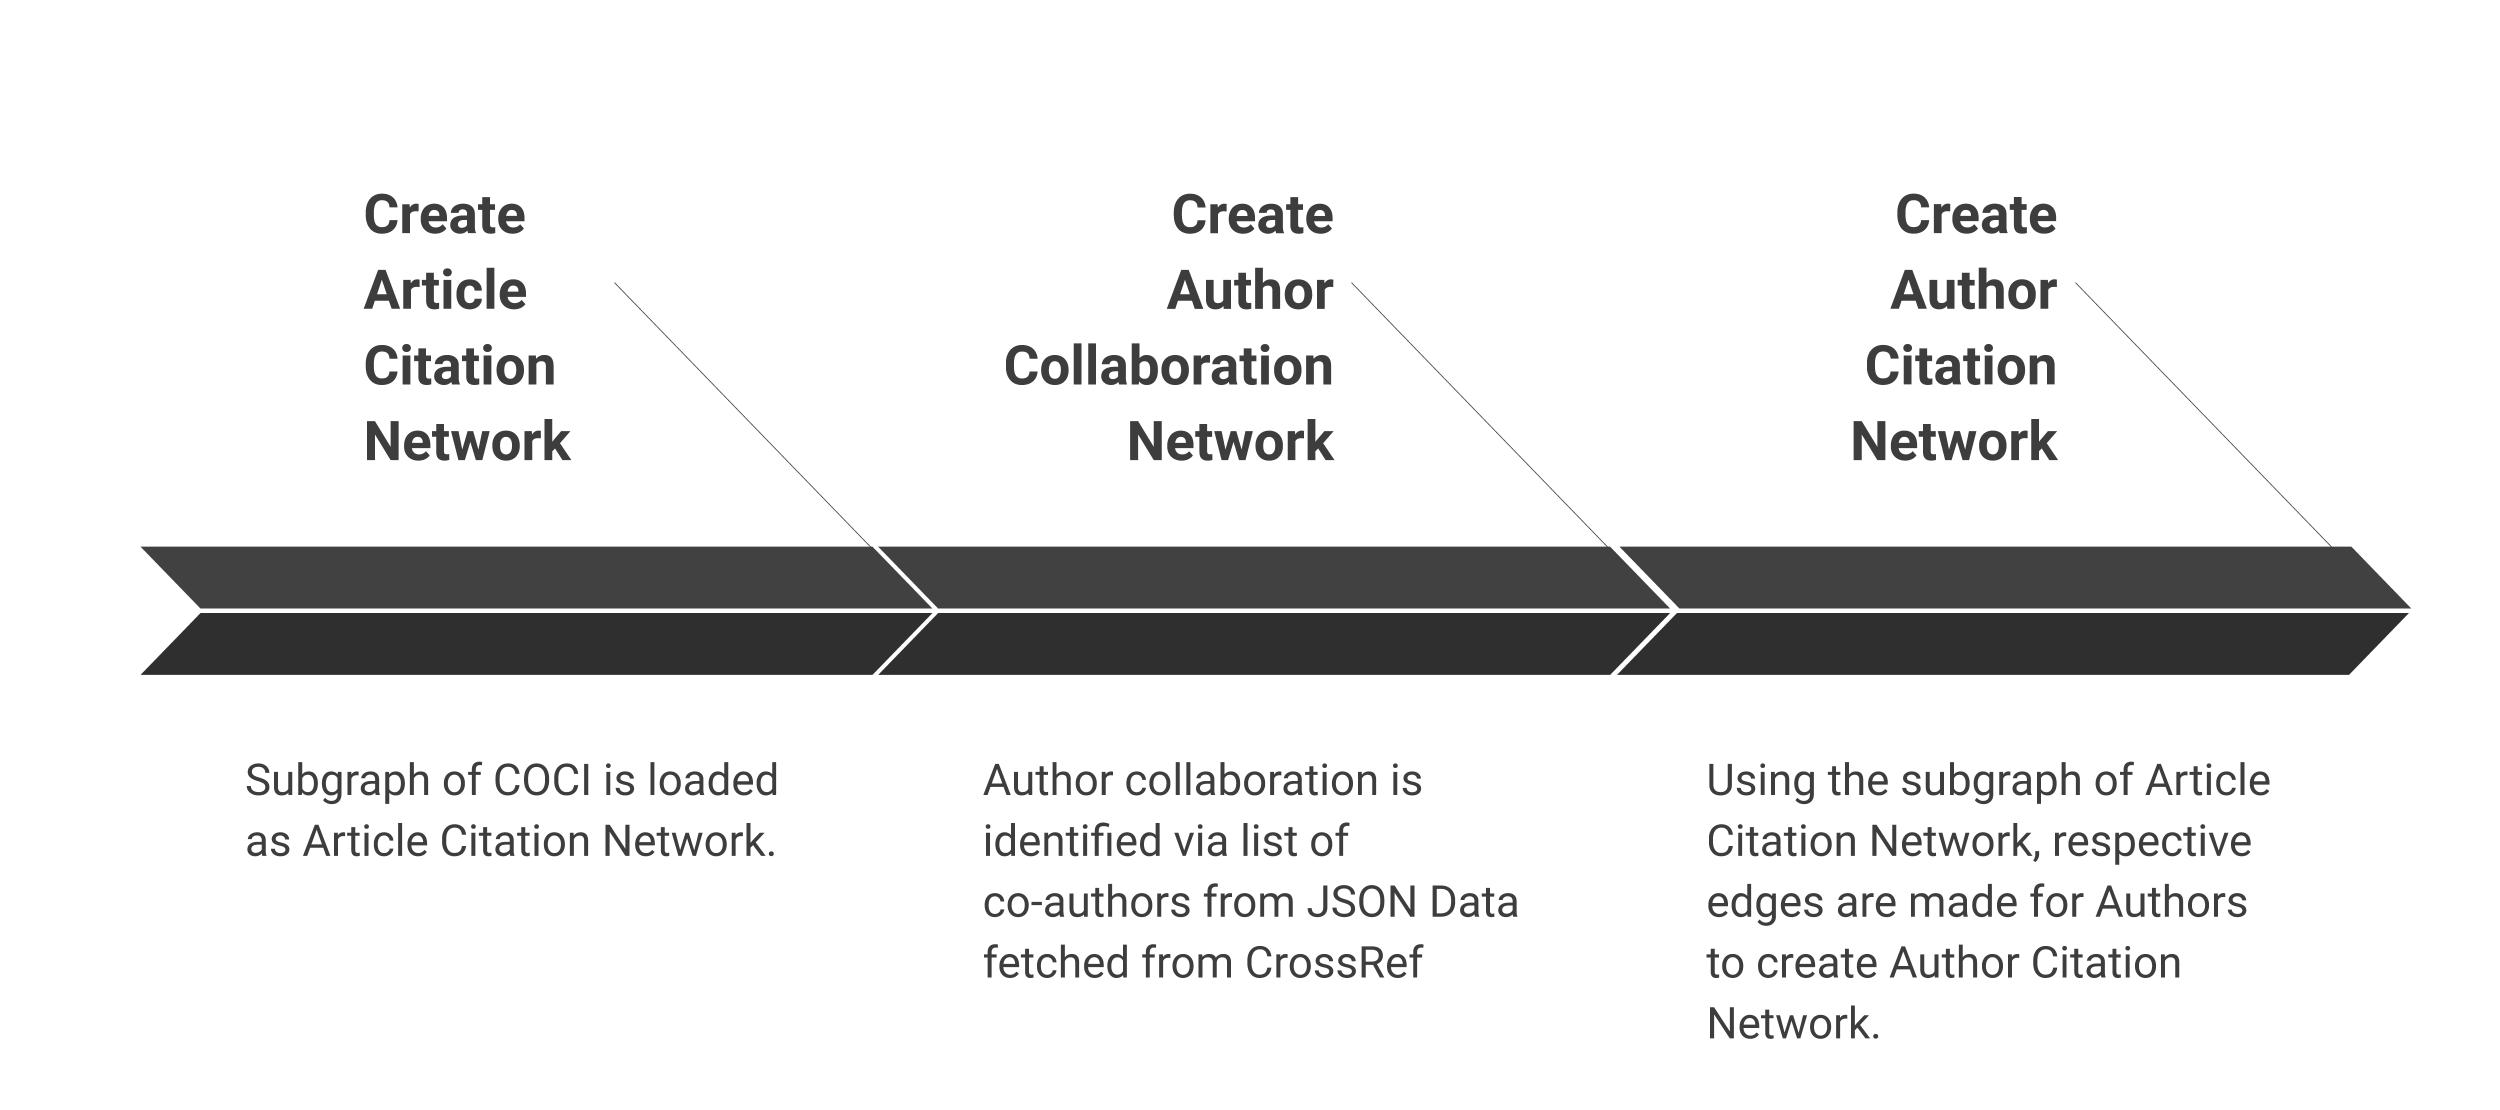 Create
Article
Citation
Network
Create
Author
Collaboration
Network
Create
Author
Citation
Network
Subgraph of COCI is loaded
as Article Citation Network.
Author collaboration is
identified via list of
co-authors from JSON Data
fetched from CrossRef
Using the subgraph of Article
Citation Network, respective
edges are made for Authors
to create Author Citation
Network.